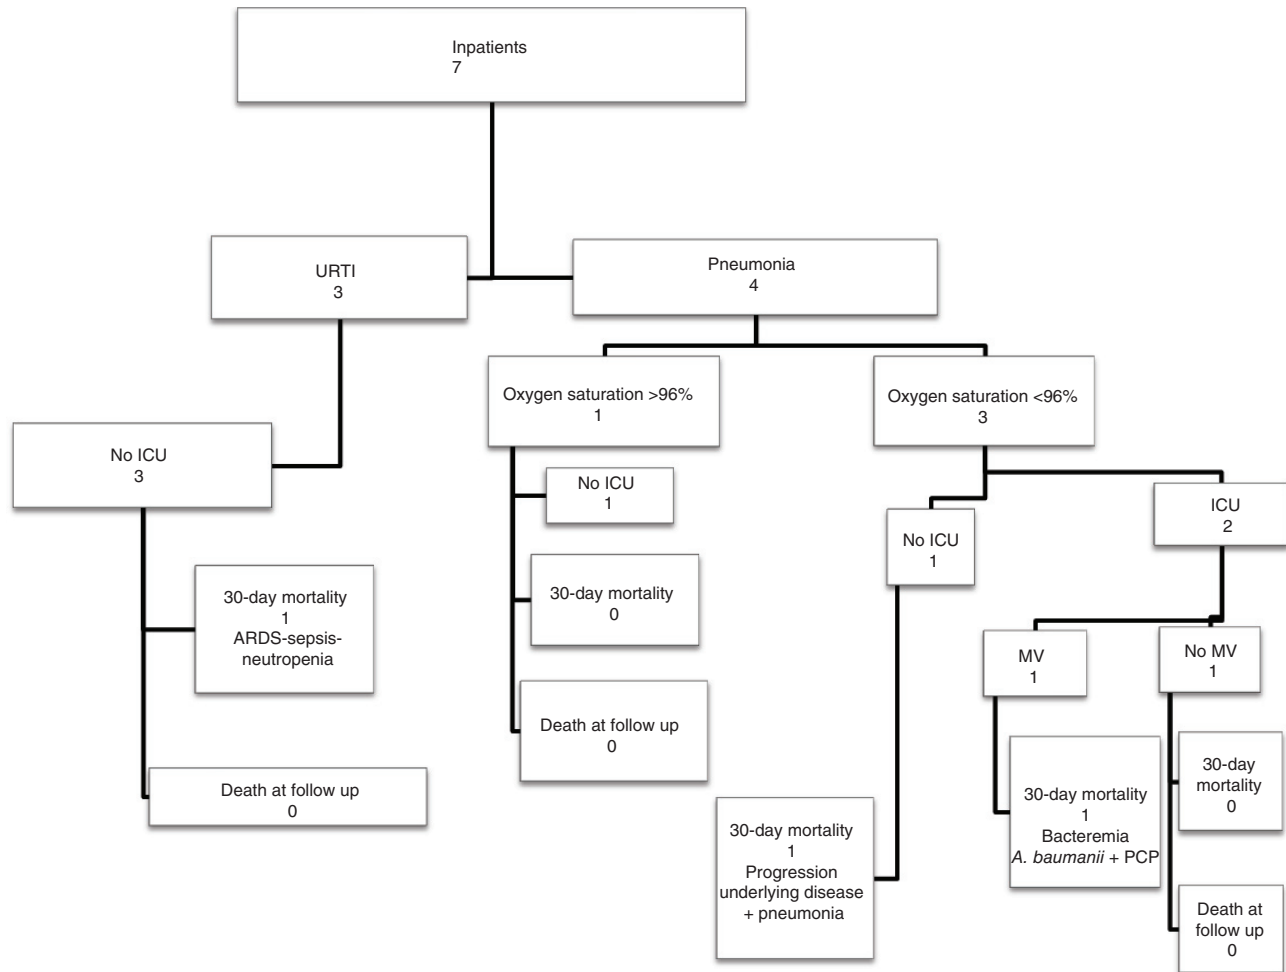 Inpatients
7
URTI
3
Pneumonia
4
Oxygen saturation >96%
1
Oxygen saturation <96%
3
No ICU
3
No ICU
1
No ICU
1
ICU
2
30-day mortality
1
ARDS-sepsis-
neutropenia
30-day mortality
0
MV
1
No MV
1
Death at follow up
0
Death at follow up
0
30-day mortality
1
Progression
underlying disease
+ pneumonia
30-day mortality
1
Bacteremia
A. baumanii + PCP
30-day
mortality
0
Death at
follow up
0